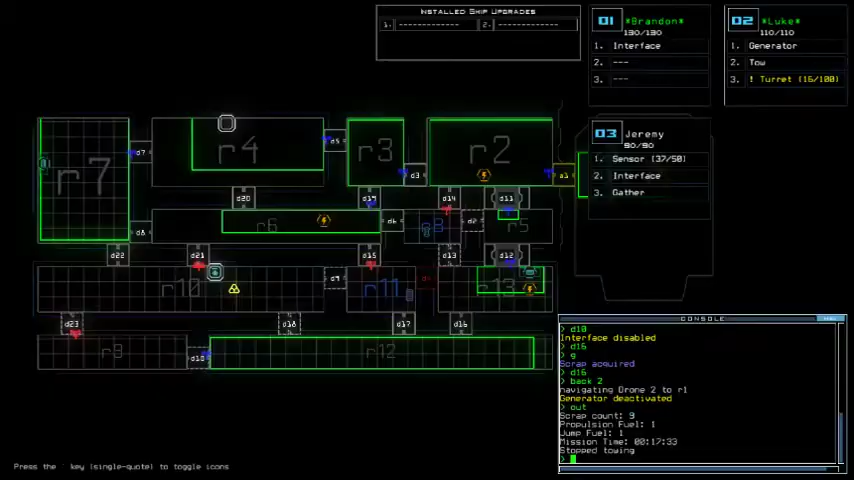 INSTALLED SHIP UPGRADES
1. ------------- 2. -------------
01 *Brandon*
130/130
1. Interface
2. ---
3. ---
02 *Luke*
110/110
1. Generator
2. Tow
3. ! Turret (16/100)
03 Jeremy
90/90
1. Sensor (37/50)
2. Interface
3. Gather
r7
d7
r4
d5
r3
d3
r2
a1
d20
d19
d14
d11
d8
r6
d6
d2
r5
d22
d21
d15
d13
d12
r10
d9
r11
r13
d23
d18
d17
d16
r9
d10
r12
Press the ` key (single-quote) to toggle icons
CONSOLE
> d10
Interface disabled
> d16
> g
Scrap acquired
> d16
> back 2
navigating Drone 2 to r1
Generator deactivated
> out
Scrap count: 9
Propulsion Fuel: 1
Jump Fuel: 1
Mission Time: 00:17:33
Stopped towing
>